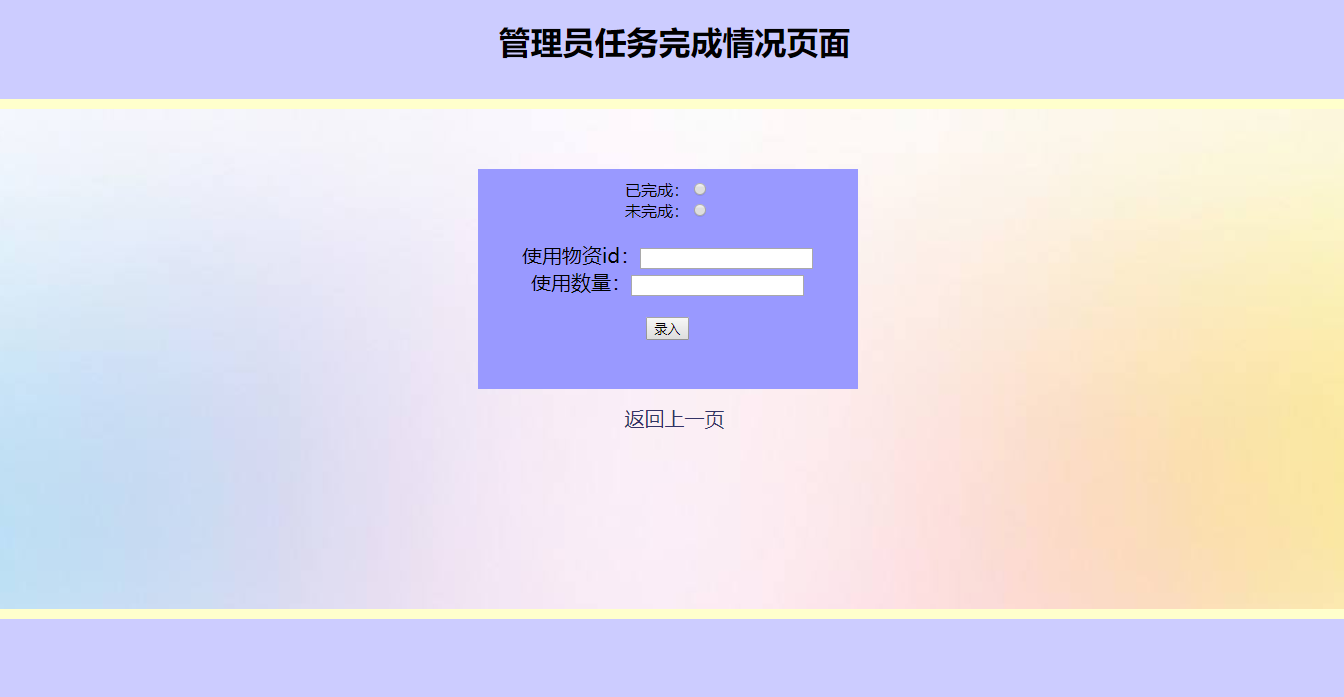 管理员任务完成情况页面
已完成：
未完成：
使用物资id：
使用数量：
录入
返回上一页